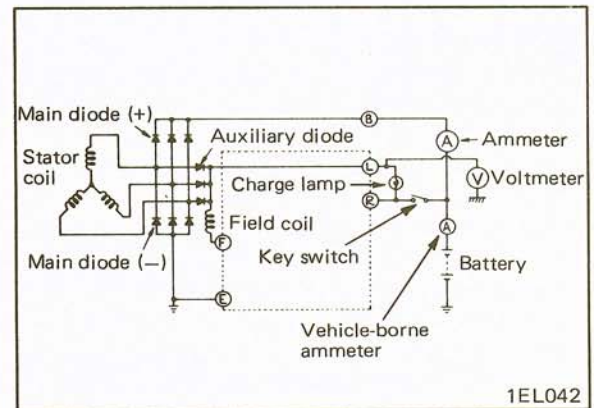 Main diode (+)
Stator
coil
Auxiliary diode
B
A
Ammeter
L
Charge lamp
V
Voltmeter
R
Field coil
F
Key switch
A
Main diode (—)
Battery
E
Vehicle-borne
ammeter
1EL042